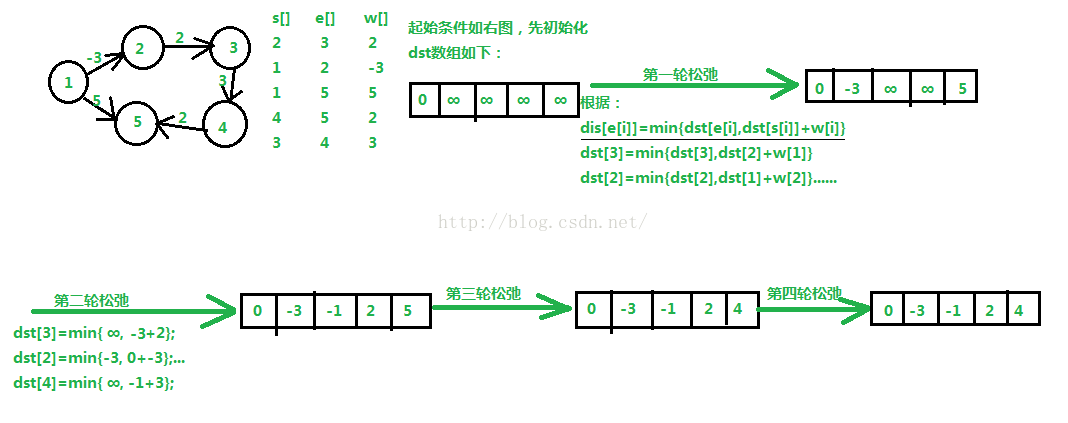 s[] e[] w[]
2 3 2
1 2 -3
1 5 5
4 5 2
3 4 3
1
-3
2
2
3
3
4
2
5
5
起始条件如右图，先初始化
dst数组如下：
0 ∞ ∞ ∞ ∞
第一轮松弛
0 -3 ∞ ∞ 5
根据：
dis[e[i]]=min{dst[e[i],dst[s[i]]+w[i]}
dst[3]=min{dst[3],dst[2]+w[1]}
dst[2]=min{dst[2],dst[1]+w[2]}......
http://blog.csdn.net/
第二轮松弛
0 -3 -1 2 5
第三轮松弛
0 -3 -1 2 4
第四轮松弛
0 -3 -1 2 4
dst[3]=min{ ∞, -3+2};
dst[2]=min{-3, 0+-3};...
dst[4]=min{ ∞, -1+3};